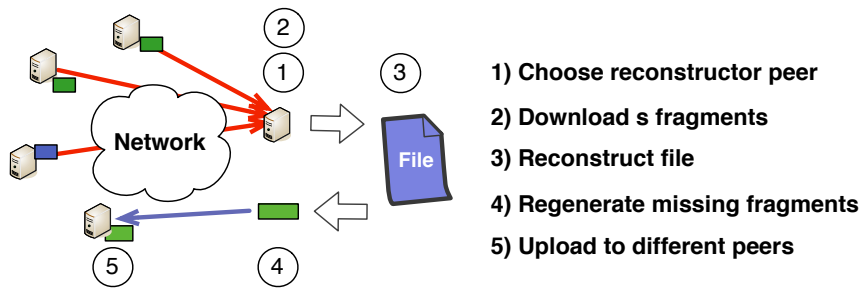 2
1
3
Network
File
5
4
1) Choose reconstructor peer
2) Download s fragments
3) Reconstruct file
4) Regenerate missing fragments
5) Upload to different peers